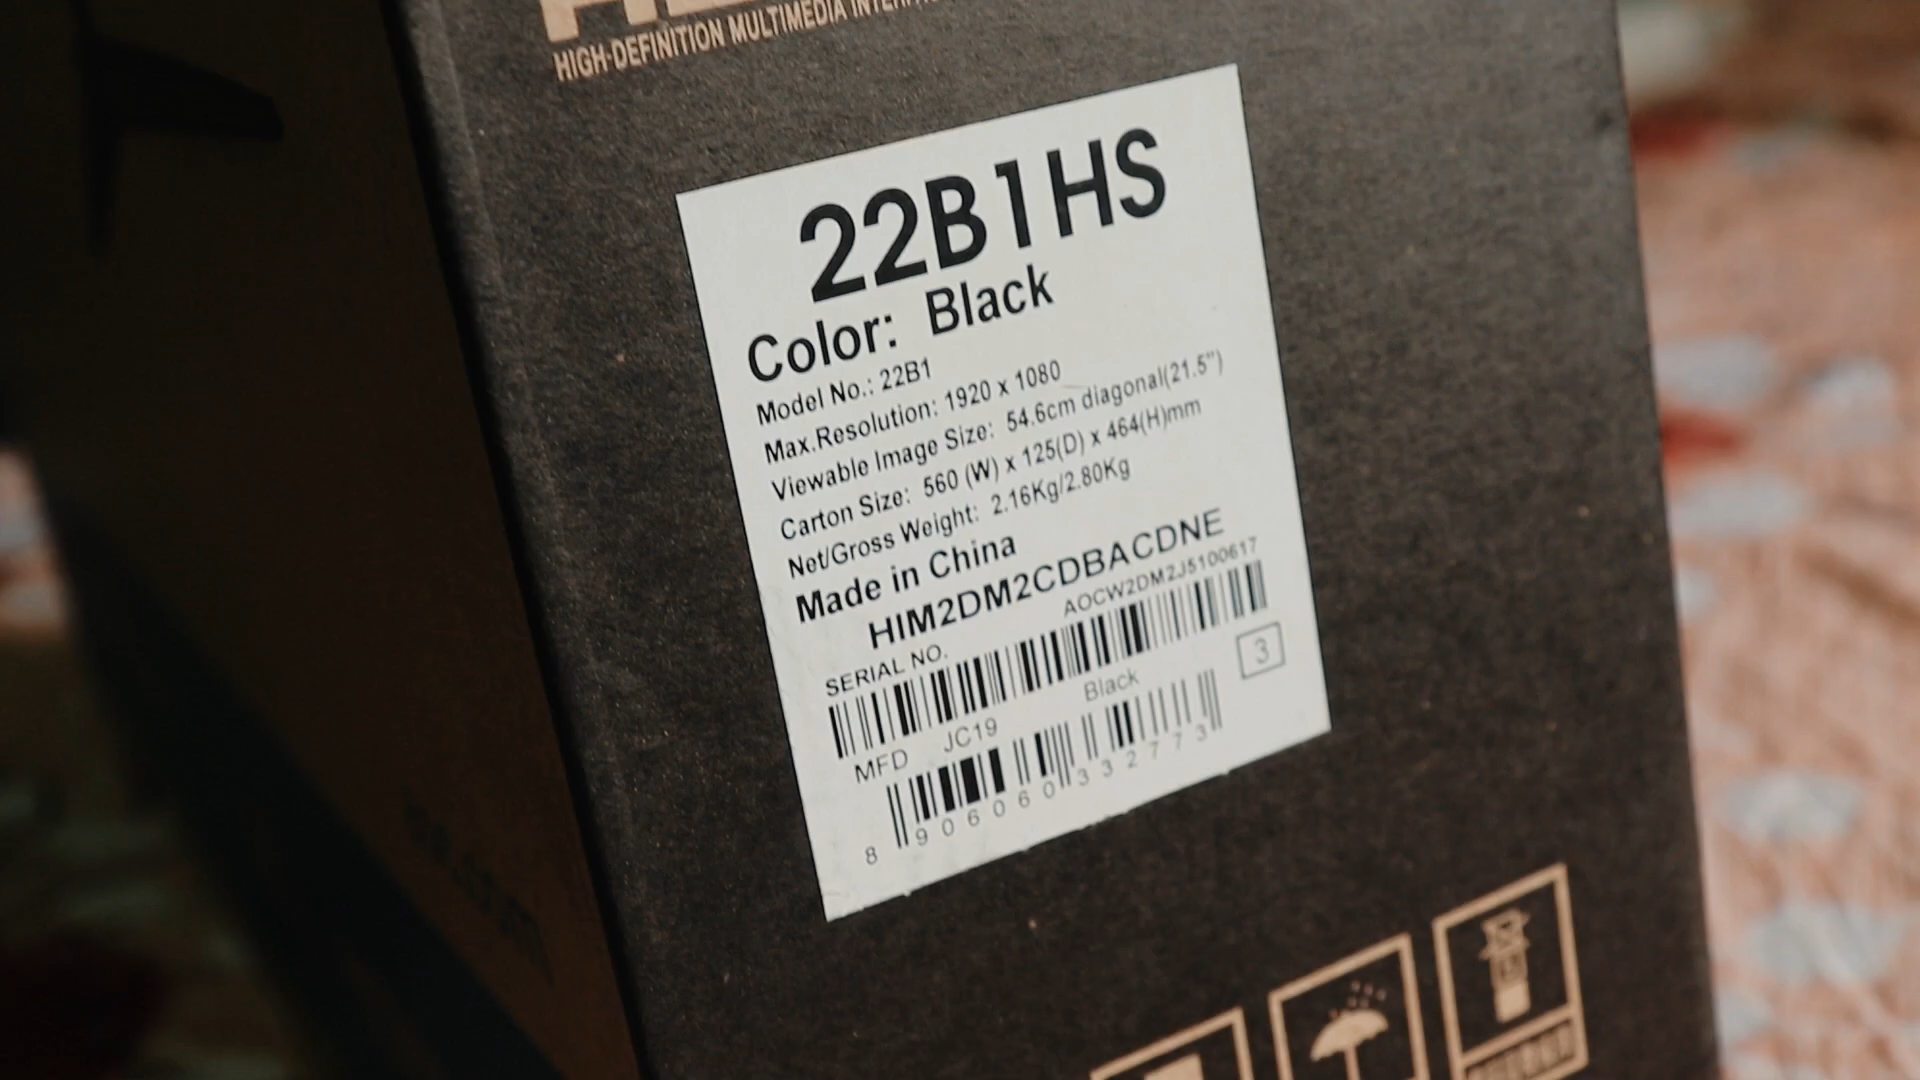 HIGH-DEFINITION MULTIMEDIA
22B1HS
Color: Black
Model No.: 22B1
Max.Resolution: 1920 x 1080
Viewable Image Size: 54.6cm diagonal(21.5")
Carton Size: 560 (W) x 125(D) x 464(H)mm
Net/Gross Weight: 2.16Kg/2.80Kg
Made in China
HIM2DM2CDBACDNE
SERIAL NO. AOCW2DM2J5100617
MFD JC19 Black 3
8 906060 332773